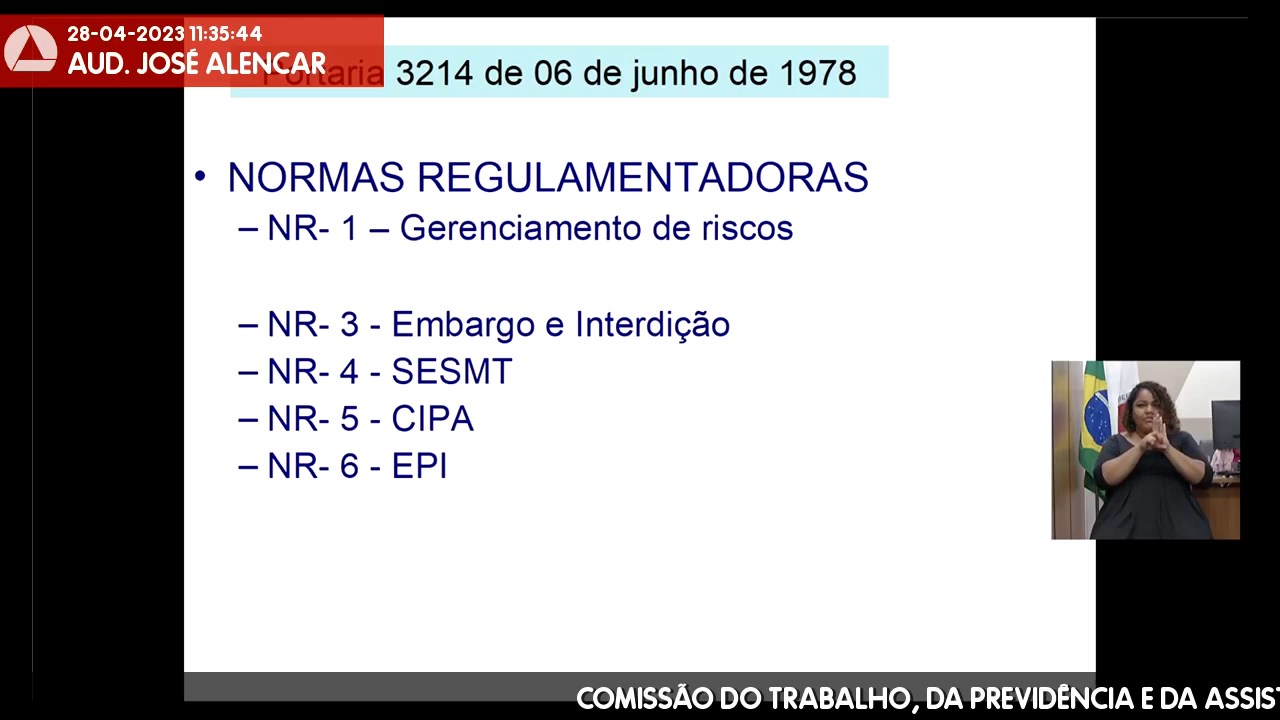 28-04-2023 11:35:44
AUD. JOSÉ ALENCAR
Portaria 3214 de 06 de junho de 1978
• NORMAS REGULAMENTADORAS
– NR- 1 – Gerenciamento de riscos
– NR- 3 - Embargo e Interdição
– NR- 4 - SESMT
– NR- 5 - CIPA
– NR- 6 - EPI
COMISSÃO DO TRABALHO, DA PREVIDÊNCIA E DA ASSIST